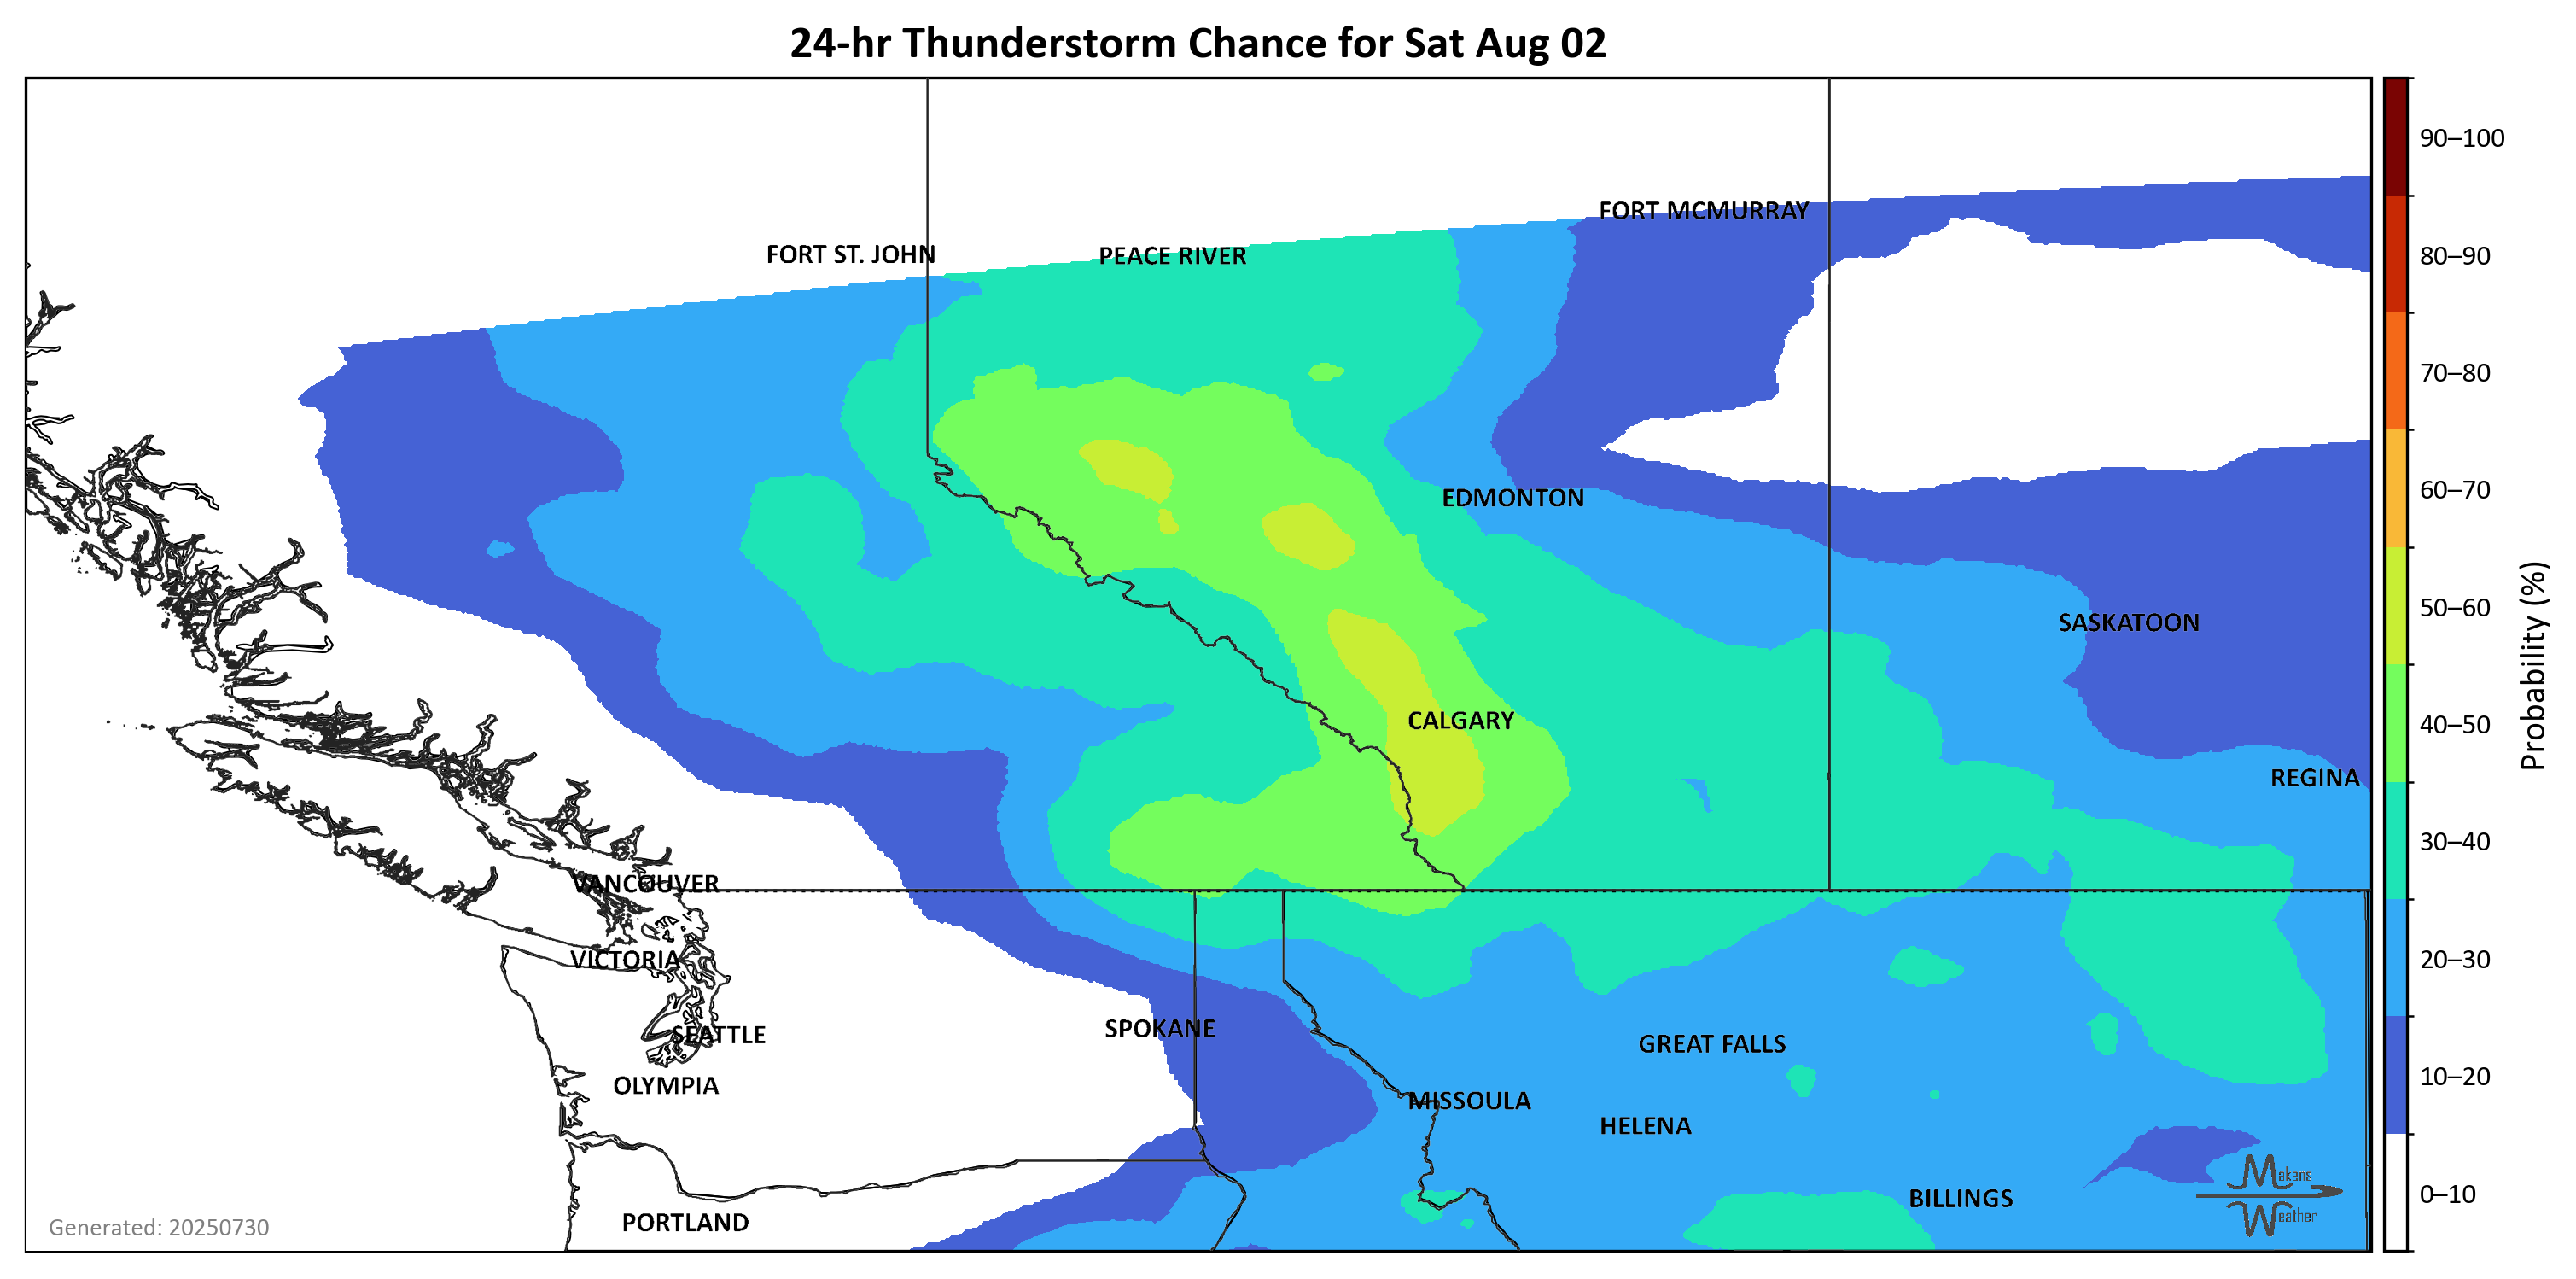 24-hr Thunderstorm Chance for Sat Aug 02
90–100
FORT MCMURRAY
FORT ST. JOHN
PEACE RIVER
80–90
70–80
60–70
EDMONTON
50–60
SASKATOON
Probability (%)
CALGARY
40–50
REGINA
30–40
VANCOUVER
VICTORIA
20–30
SPOKANE
SEATTLE
GREAT FALLS
OLYMPIA
10–20
MISSOULA
HELENA
Makens
Weather
BILLINGS
0–10
PORTLAND
Generated: 20250730